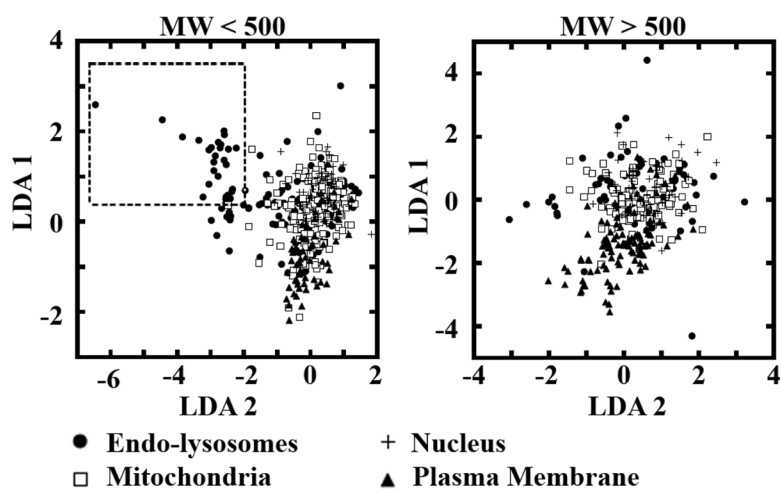 MW < 500
MW > 500
4
2
0
-2
LDA 1
-6
-4
-2
0
2
LDA 2
4
2
0
-2
-4
LDA 1
-4
-2
0
2
4
LDA 2
Endo-lysosomes
Nucleus
Mitochondria
Plasma Membrane